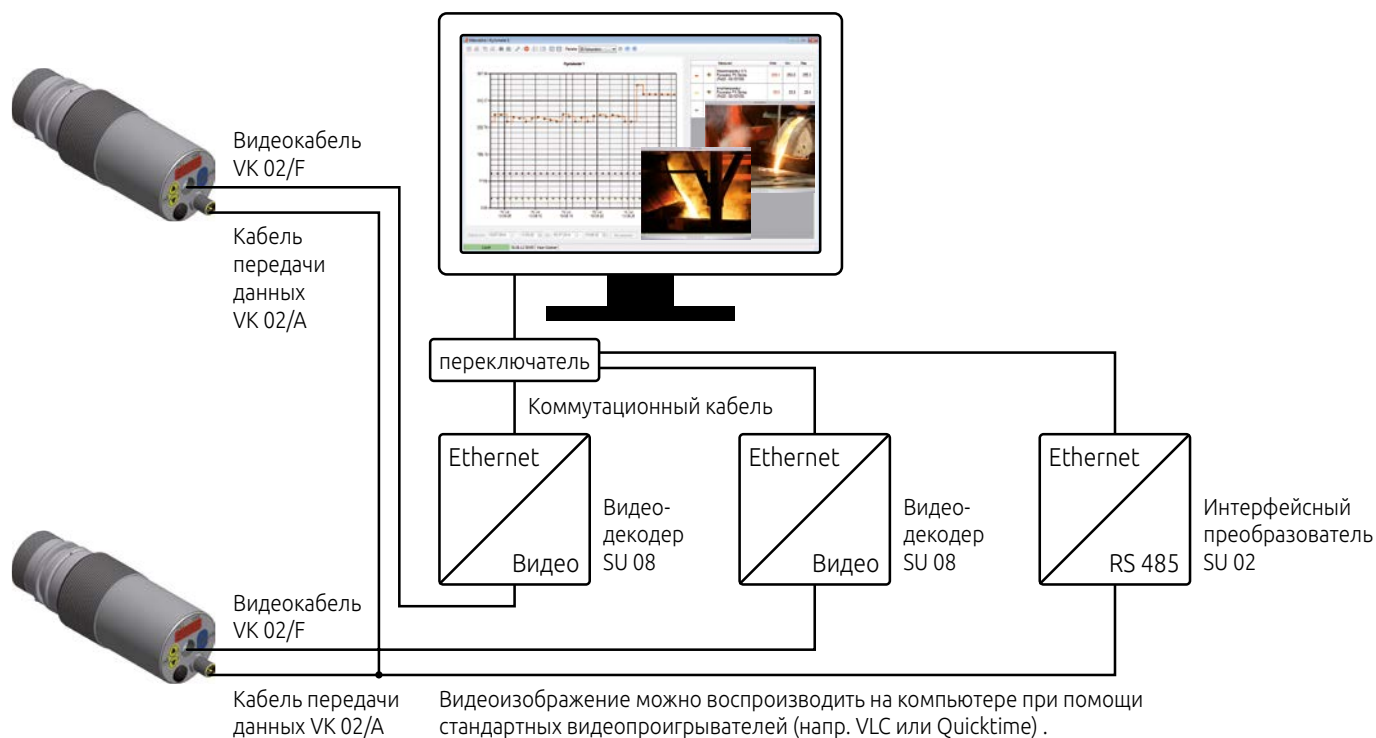 Видеокабель
VK 02/F
Кабель
передачи
данных
VK 02/A
переключатель
Коммутационный кабель
Ethernet
Видео
Видео-
декодер
SU 08
Ethernet
Видео
Видео-
декодер
SU 08
Ethernet
RS 485
Интерфейсный
преобразователь
SU 02
Видеокабель
VK 02/F
Кабель передачи
данных VK 02/A
Видеоизображение можно воспроизводить на компьютере при помощи
стандартных видеопроигрывателей (напр. VLC или Quicktime) .